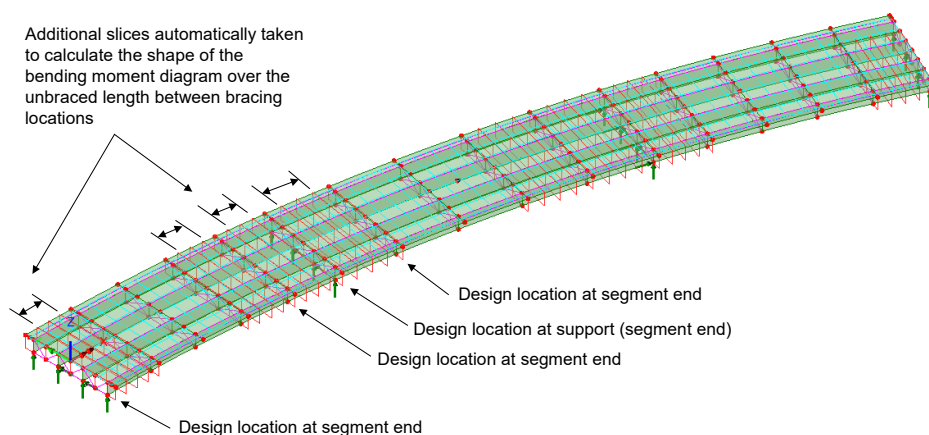 Additional slices automatically taken
to calculate the shape of the
bending moment diagram over the
unbraced length between bracing
locations
Z
X
Design location at segment end
Design location at support (segment end)
Design location at segment end
Design location at segment end